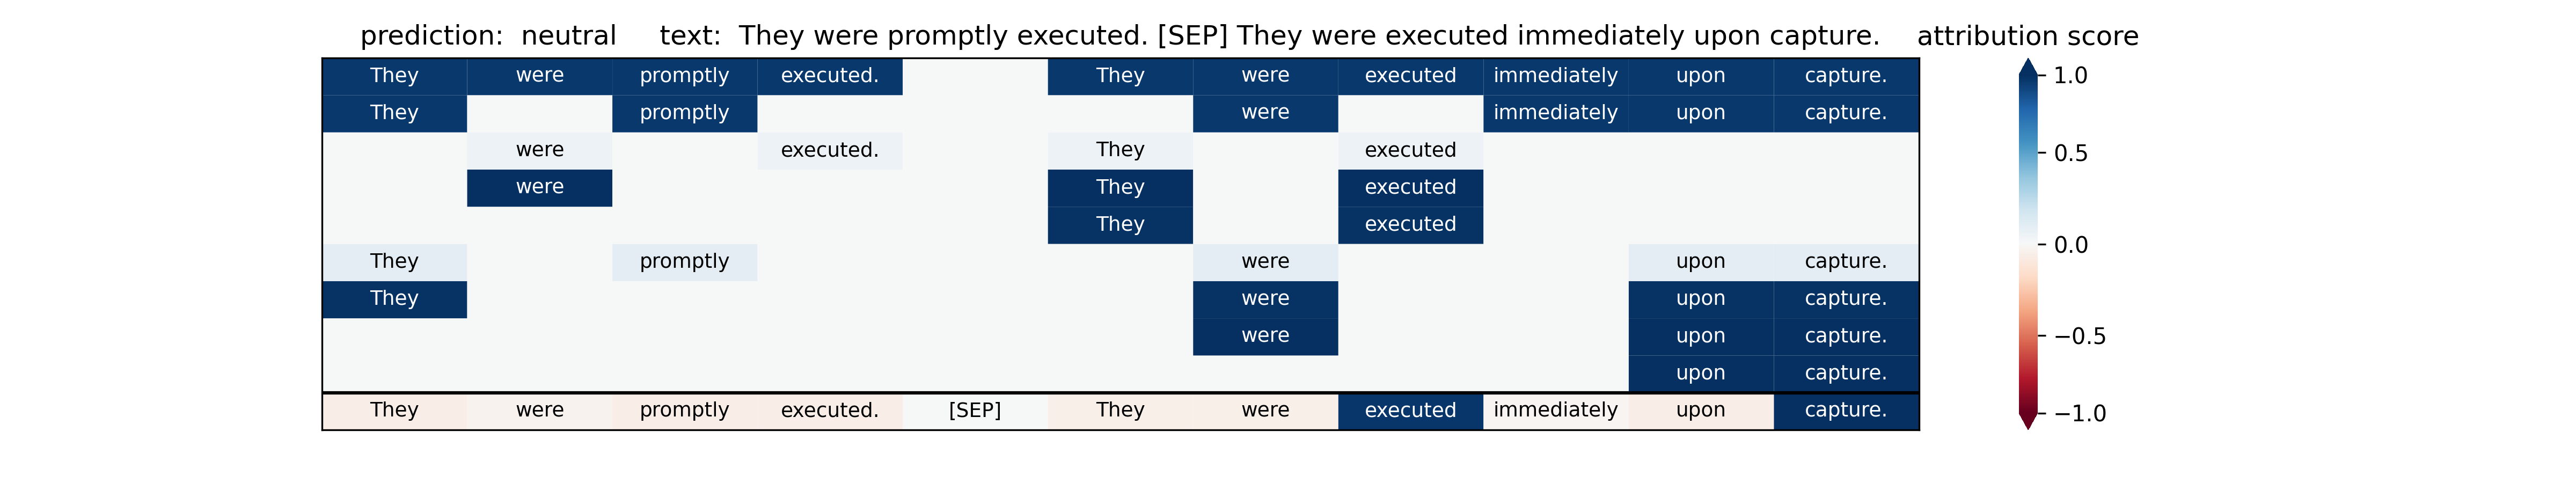 prediction: neutral text: They were promptly executed. [SEP] They were executed immediately upon capture. attribution score
They were promptly executed. They were executed immediately upon capture. 1.0
They promptly were immediately upon capture.
were executed. They executed 0.5
were They executed
They executed
They promptly were upon capture. 0.0
They were upon capture.
were upon capture. −0.5
upon capture.
They were promptly executed. [SEP] They were executed immediately upon capture. −1.0